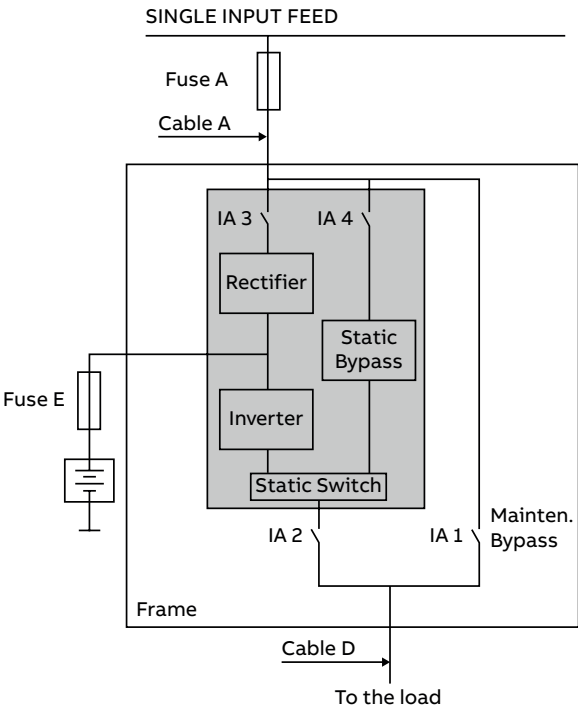 SINGLE INPUT FEED
Fuse A
Cable A
IA 3
IA 4
Rectifier
Static
Bypass
Fuse E
Inverter
Static Switch
IA 2
IA 1
Mainten.
Bypass
Frame
Cable D
To the load